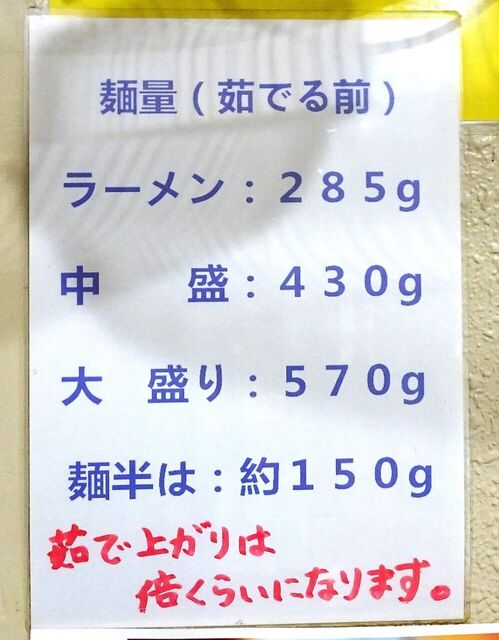 麺量(茹でる前)
ラーメン:285g
中　　盛:430g
大　盛り:570g
麺半は:約150g
茹で上がりは
倍くらいになります。